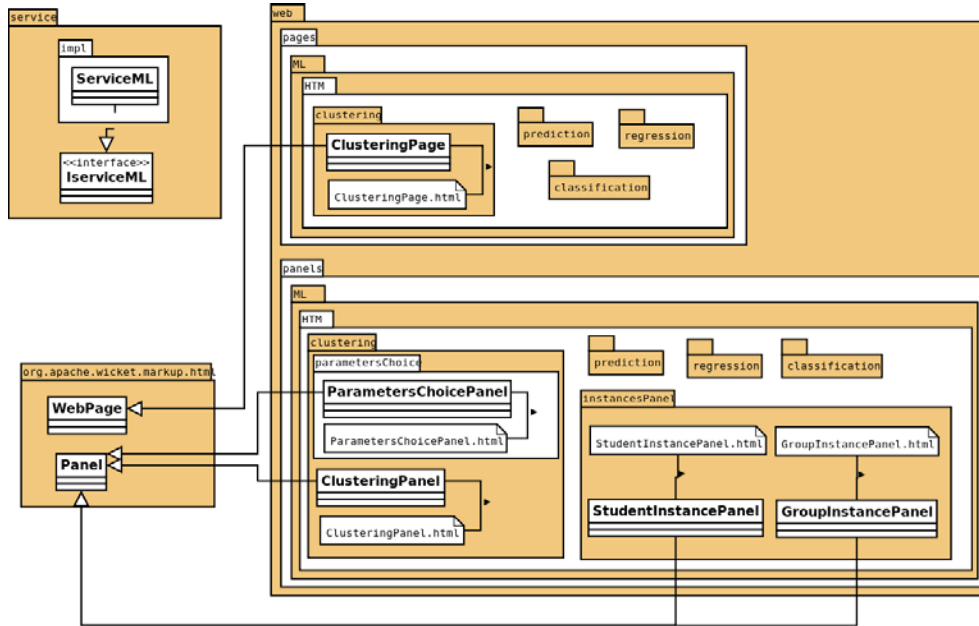 service
impl
ServiceML
<<interface>>
IserviceML
web
pages
ML
HTM
clustering
ClusteringPage
ClusteringPage.html
prediction
regression
classification
panels
ML
HTM
clustering
parametersChoice
ParametersChoicePanel
ParametersChoicePanel.html
ClusteringPanel
ClusteringPanel.html
prediction
regression
classification
instancesPanel
StudentInstancePanel.html
GroupInstancePanel.html
StudentInstancePanel
GroupInstancePanel
org.apache.wicket.markup.html
WebPage
Panel